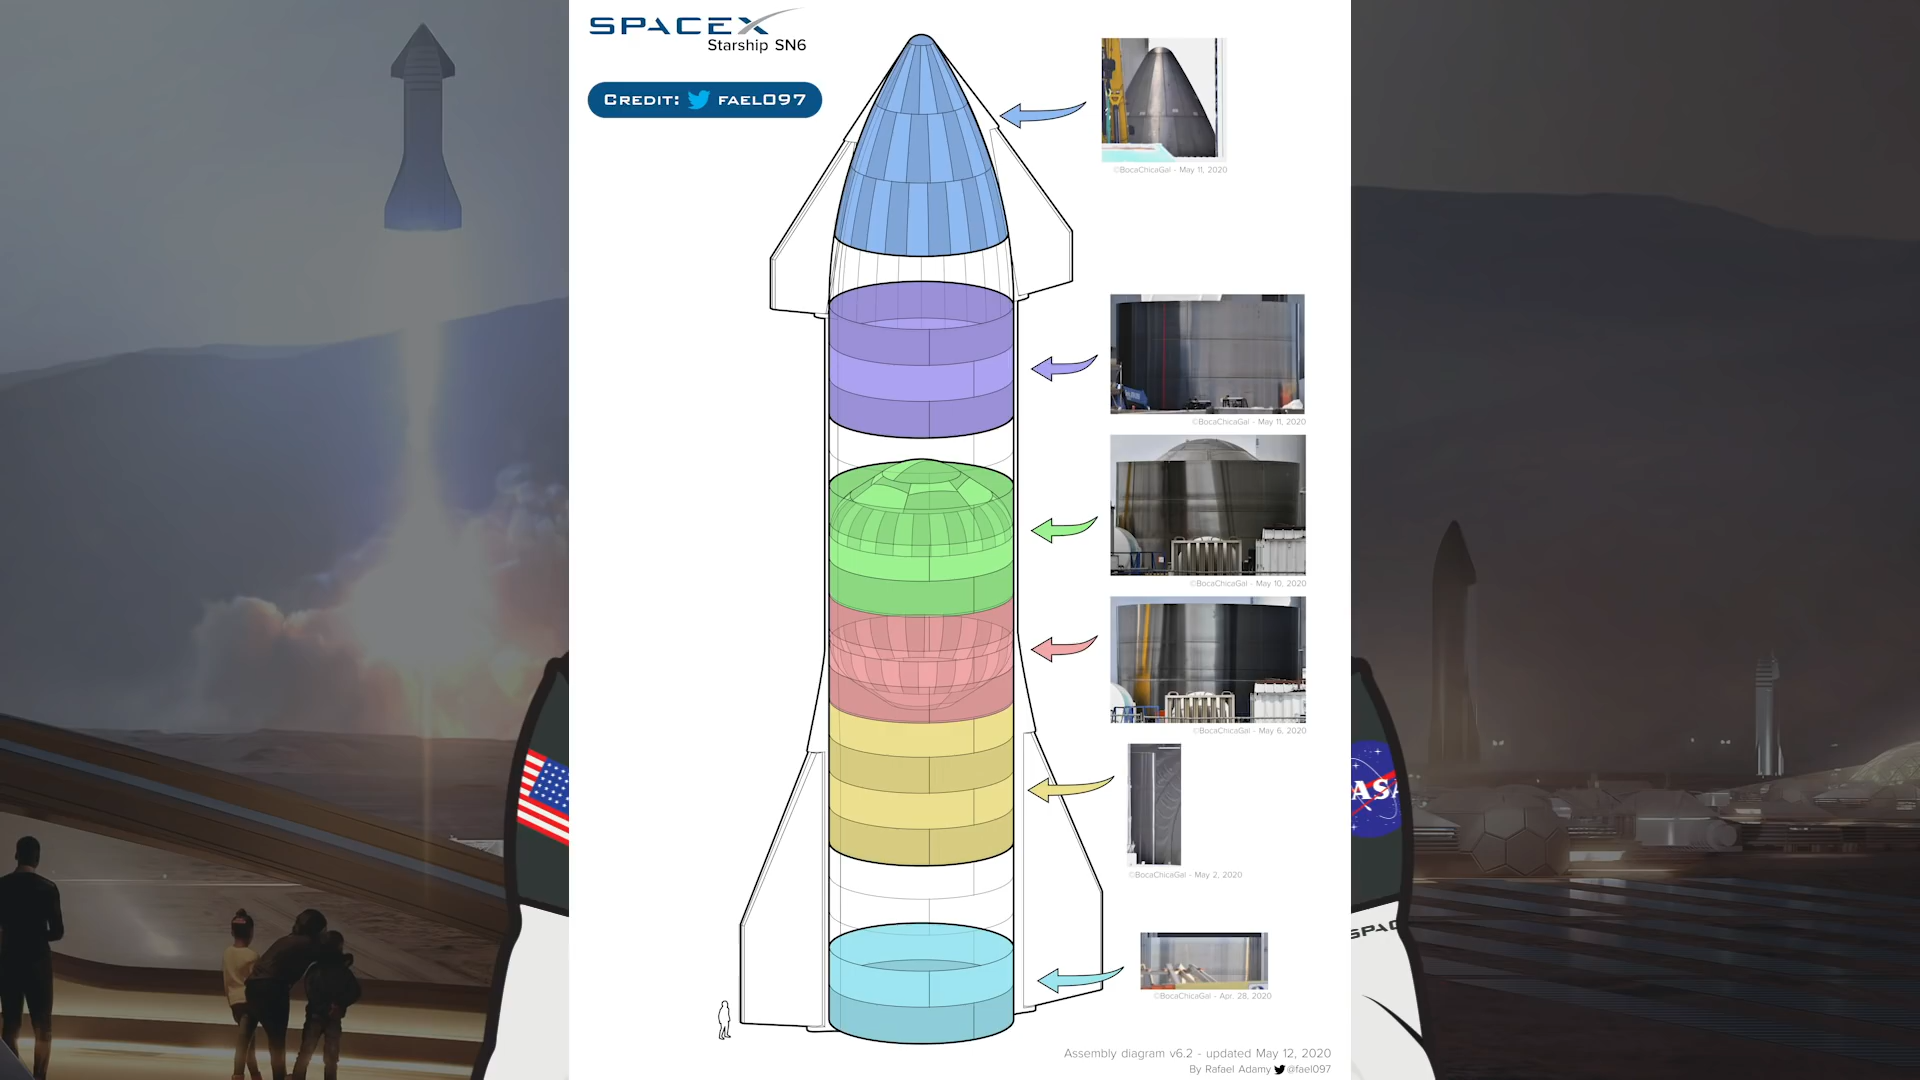 SPACEX
Starship SN6
CREDIT: FAEL097
©BocaChicaGal - May 11, 2020
©BocaChicaGal - May 11, 2020
©BocaChicaGal - May 10, 2020
©BocaChicaGal - May 6, 2020
©BocaChicaGal - May 2, 2020
©BocaChicaGal - Apr. 28, 2020
ASA
SPAC
Assembly diagram v6.2 - updated May 12, 2020
By Rafael Adamy @fael097